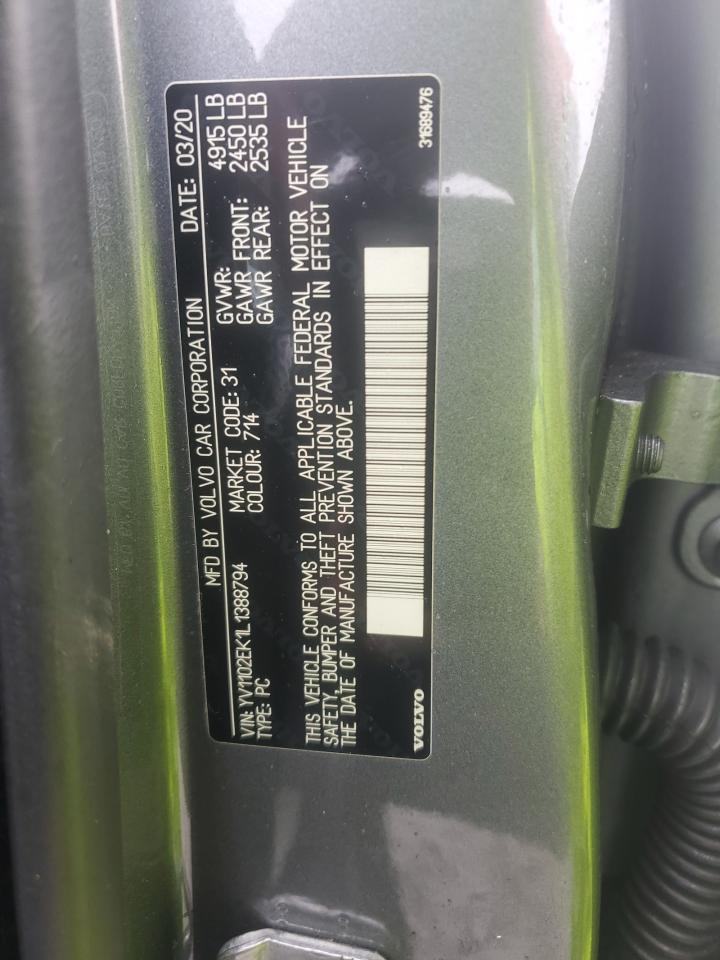 MFD BY VOLVO CAR CORPORATION DATE: 03/20
VIN: YV1102EK1L1388794 MARKET CODE: 31 GVWR: 4915 LB
TYPE: PC COLOUR: 714 GAWR FRONT: 2450 LB
GAWR REAR: 2535 LB
THIS VEHICLE CONFORMS TO ALL APPLICABLE FEDERAL MOTOR VEHICLE
SAFETY, BUMPER AND THEFT PREVENTION STANDARDS IN EFFECT ON
THE DATE OF MANUFACTURE SHOWN ABOVE.
VOLVO 31689476